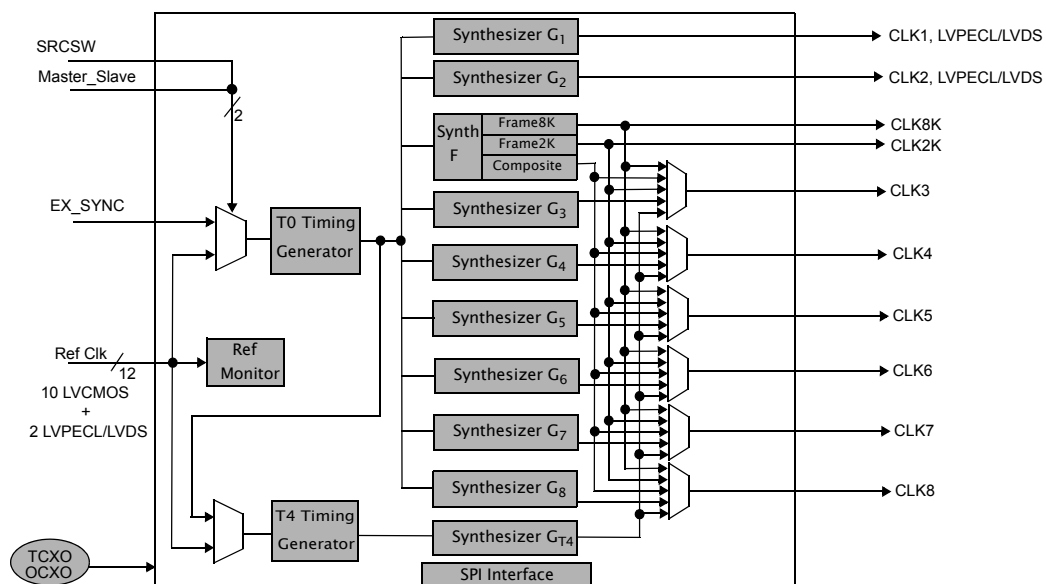 Synthesizer G1
CLK1, LVPECL/LVDS
SRCSW
Master_Slave
Synthesizer G2
CLK2, LVPECL/LVDS
2
Synth
F
Frame8K
Frame2K
Composite
CLK8K
CLK2K
CLK3
EX_SYNC
Synthesizer G3
T0 Timing
Generator
Synthesizer G4
CLK4
Synthesizer G5
CLK5
Ref Clk
12
10 LVCMOS
+
2 LVPECL/LVDS
Ref
Monitor
Synthesizer G6
CLK6
Synthesizer G7
CLK7
Synthesizer G8
CLK8
T4 Timing
Generator
Synthesizer GT4
TCXO
OCXO
SPI Interface